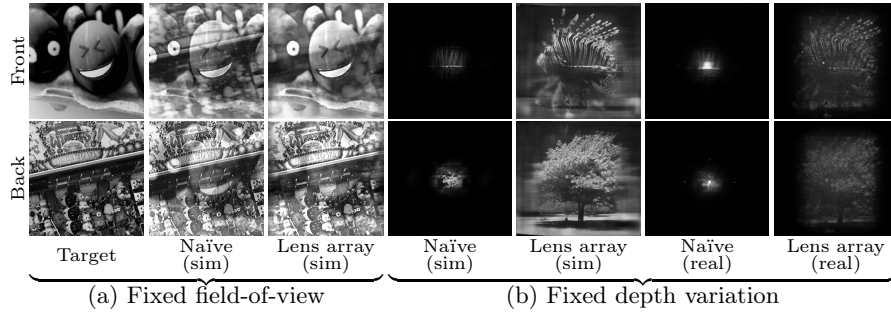 Front
Back
Target
Naïve
(sim)
Lens array
(sim)
Naïve
(sim)
Lens array
(sim)
Naïve
(real)
Lens array
(real)
(a) Fixed field-of-view
(b) Fixed depth variation